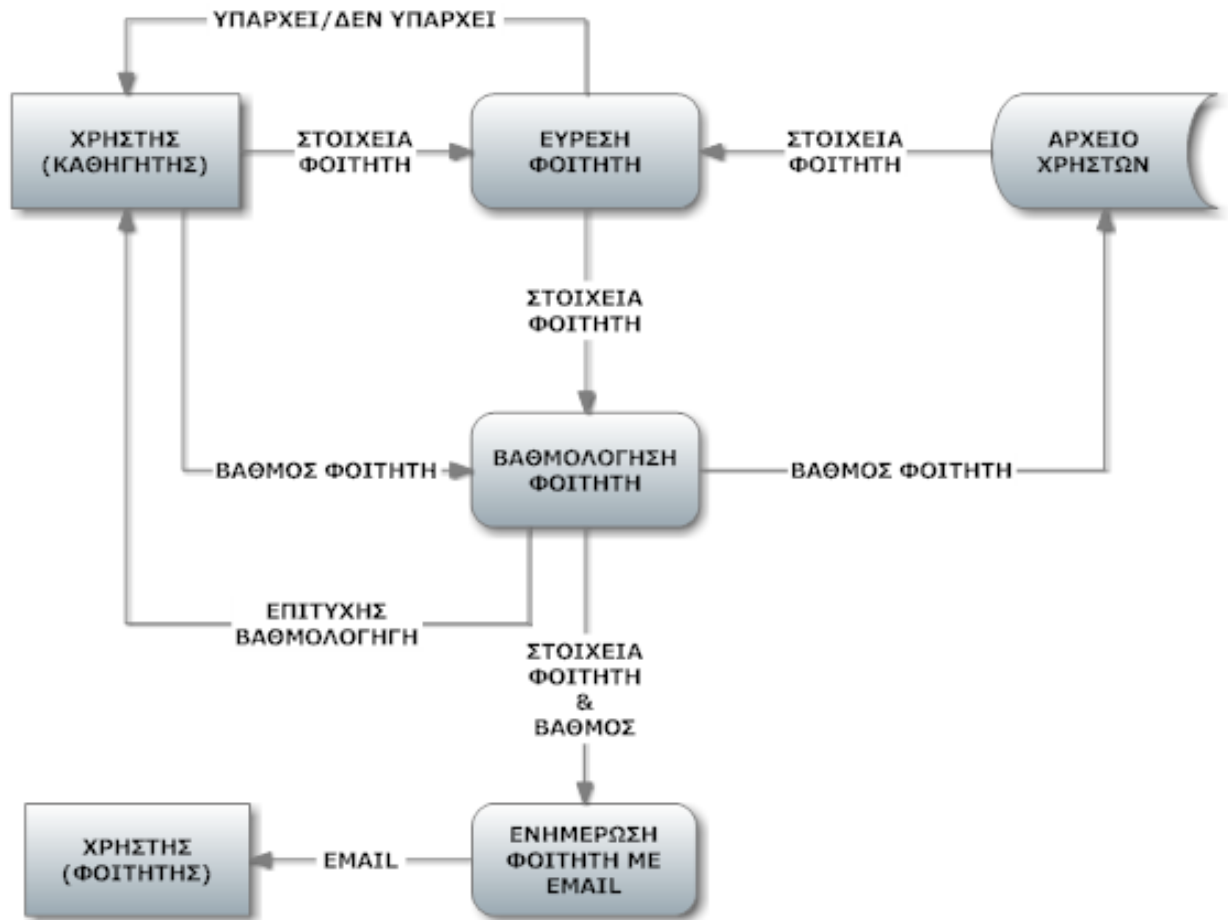 ΥΠΑΡΧΕΙ/ΔΕΝ ΥΠΑΡΧΕΙ
ΧΡΗΣΤΗΣ
(ΚΑΘΗΓΗΤΗΣ)
ΣΤΟΙΧΕΙΑ
ΦΟΙΤΗΤΗ
ΕΥΡΕΣΗ
ΦΟΙΤΗΤΗ
ΣΤΟΙΧΕΙΑ
ΦΟΙΤΗΤΗ
ΑΡΧΕΙΟ
ΧΡΗΣΤΩΝ
ΣΤΟΙΧΕΙΑ
ΦΟΙΤΗΤΗ
ΒΑΘΜΟΣ ΦΟΙΤΗΤΗ
ΒΑΘΜΟΛΟΓΗΣΗ
ΦΟΙΤΗΤΗ
ΒΑΘΜΟΣ ΦΟΙΤΗΤΗ
ΕΠΙΤΥΧΗΣ
ΒΑΘΜΟΛΟΓΗΓΗ
ΣΤΟΙΧΕΙΑ
ΦΟΙΤΗΤΗ
&
ΒΑΘΜΟΣ
ΧΡΗΣΤΗΣ
(ΦΟΙΤΗΤΗΣ)
EMAIL
ΕΝΗΜΕΡΩΣΗ
ΦΟΙΤΗΤΗ ΜΕ
EMAIL